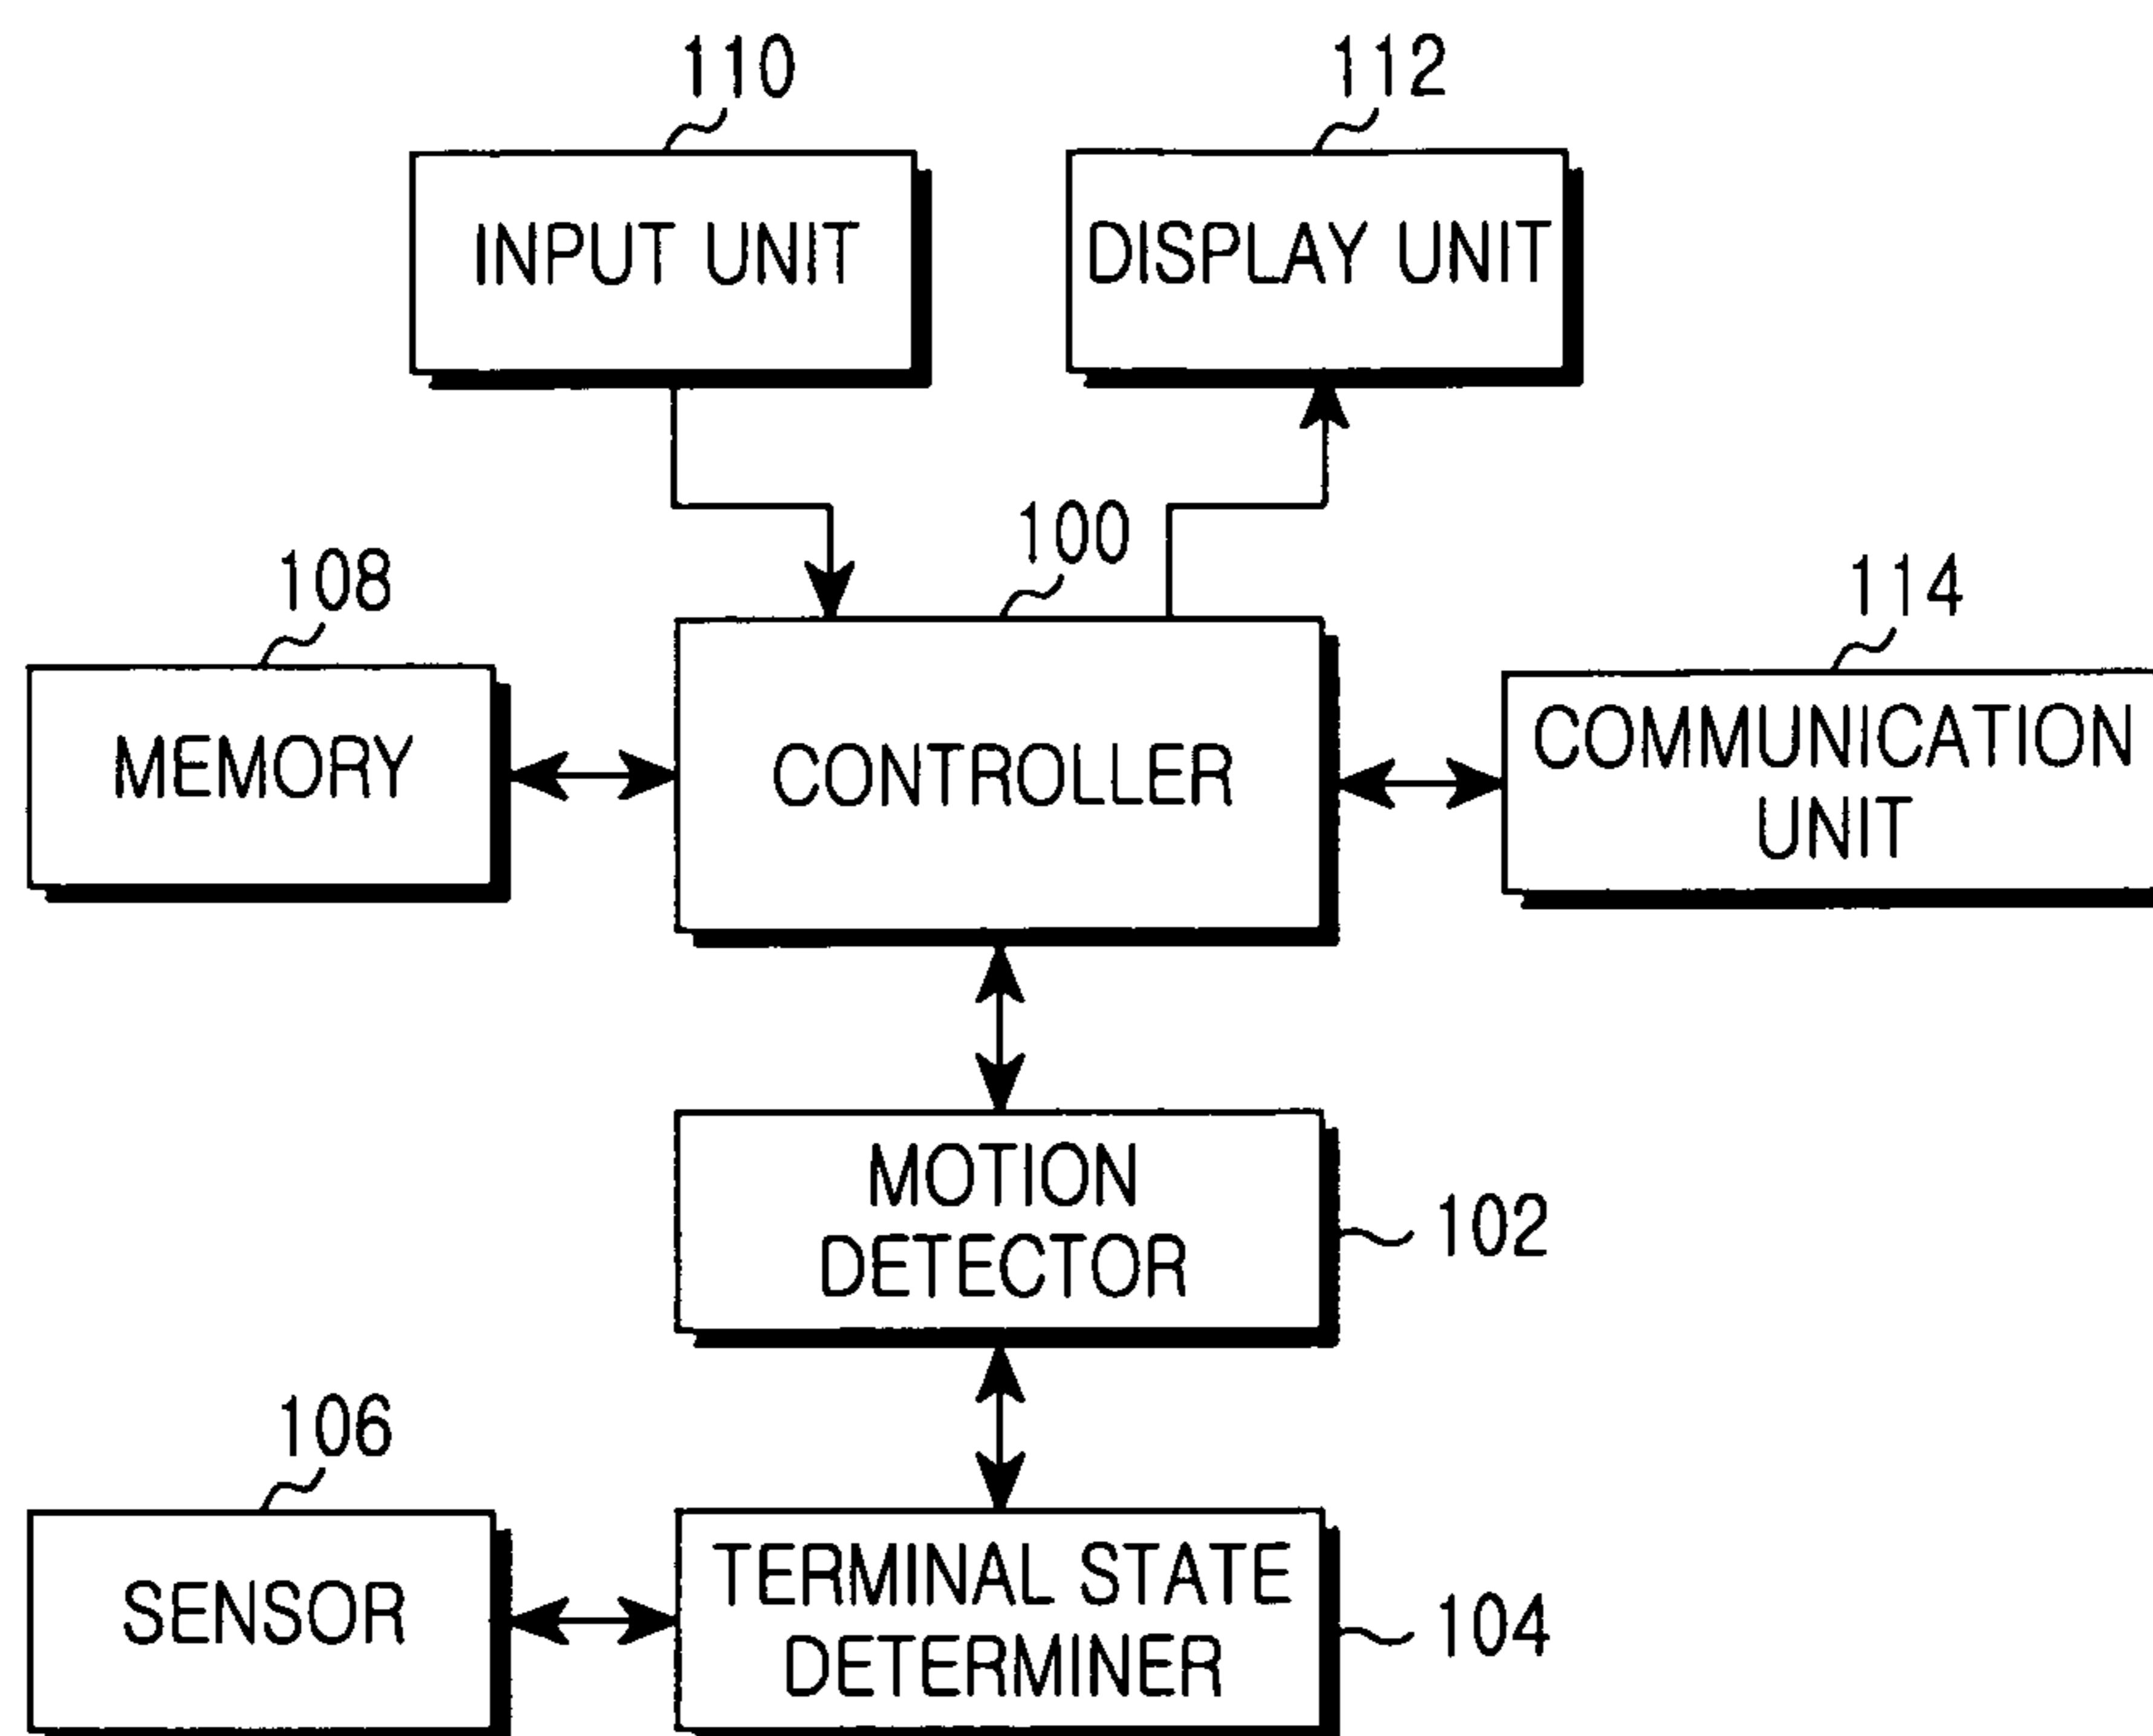 110
112
INPUT UNIT
DISPLAY UNIT
100
108
114
MEMORY
CONTROLLER
COMMUNICATION
UNIT
MOTION
DETECTOR
102
106
SENSOR
TERMINAL STATE
DETERMINER
104